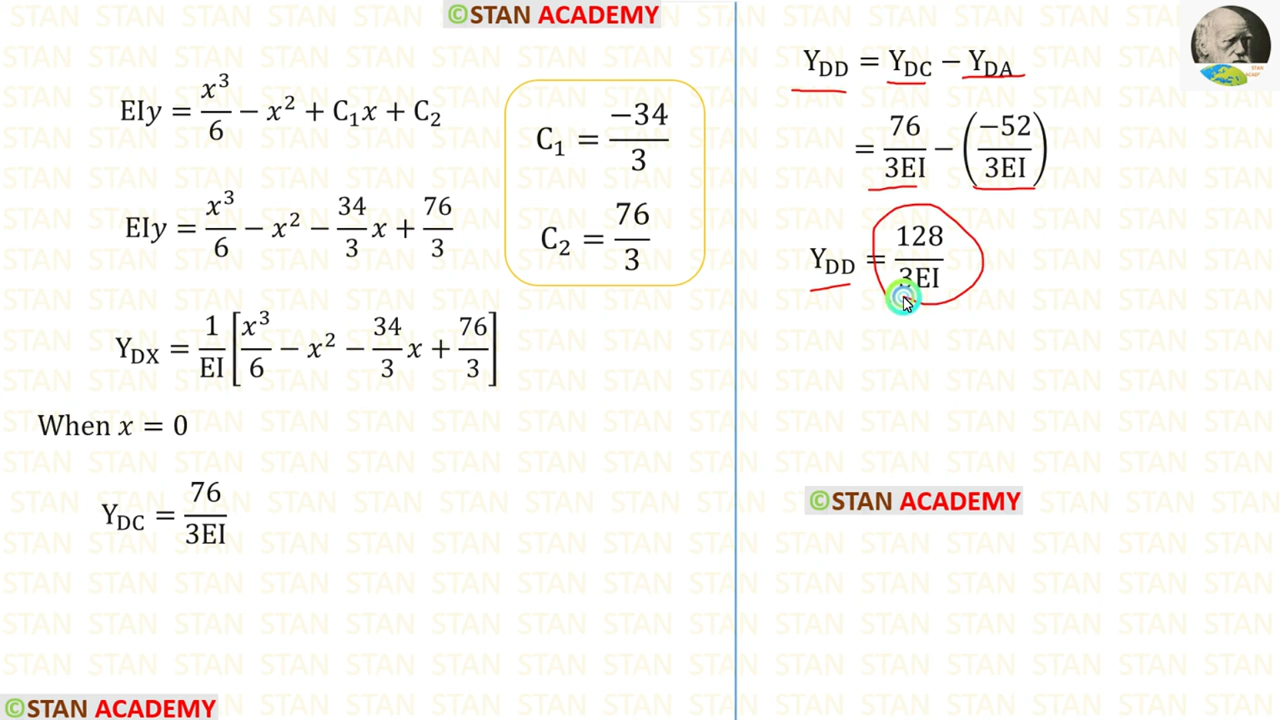 ©STAN ACADEMY
EIy = x³/6 − x² + C₁x + C₂
EIy = x³/6 − x² − 34/3 x + 76/3
C₁ = −34/3
C₂ = 76/3
Y_DX = 1/EI [x³/6 − x² − 34/3 x + 76/3]
When x = 0
Y_DC = 76/3EI
©STAN ACADEMY
STAN
ACADEMY
Y_DD = Y_DC − Y_DA
= 76/3EI − (−52/3EI)
Y_DD = 128/3EI
©STAN ACADEMY